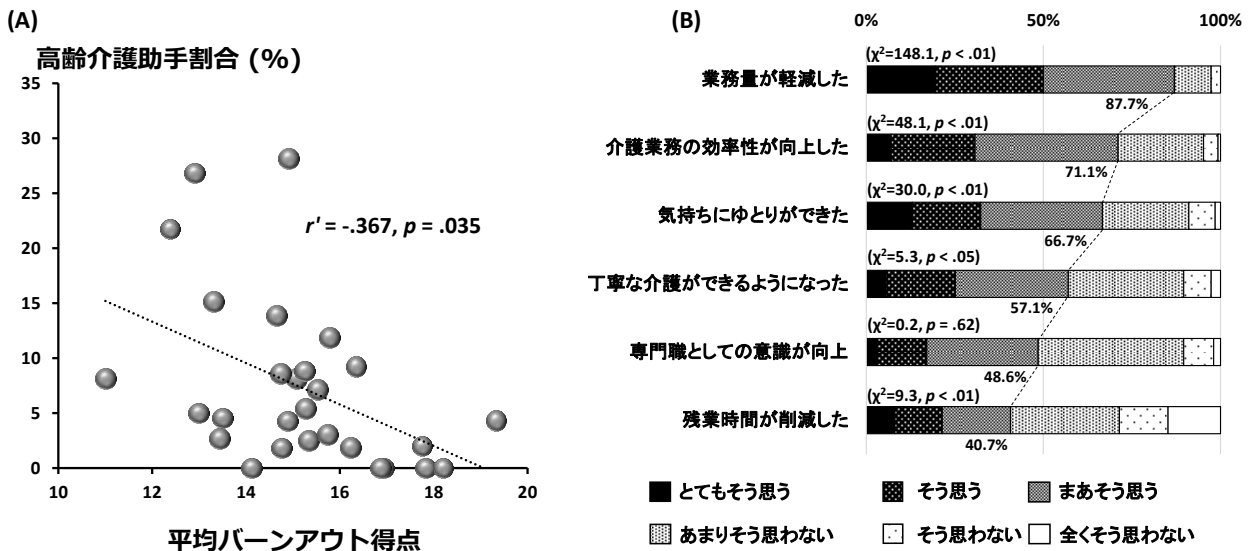 (A)
高齢介護助手割合 (%)
35
30
25
20
15
10
5
0
10 12 14 16 18 20
r' = -.367, p = .035
平均バーンアウト得点
(B)
0% 50% 100%
(χ²=148.1, p < .01)
業務量が軽減した
87.7%
(χ²=48.1, p < .01)
介護業務の効率性が向上した
71.1%
(χ²=30.0, p < .01)
気持ちにゆとりができた
66.7%
(χ²=5.3, p < .05)
丁寧な介護ができるようになった
57.1%
(χ²=0.2, p = .62)
専門職としての意識が向上
48.6%
(χ²=9.3, p < .01)
残業時間が削減した
40.7%
とてもそう思う そう思う まあそう思う
あまりそう思わない そう思わない 全くそう思わない